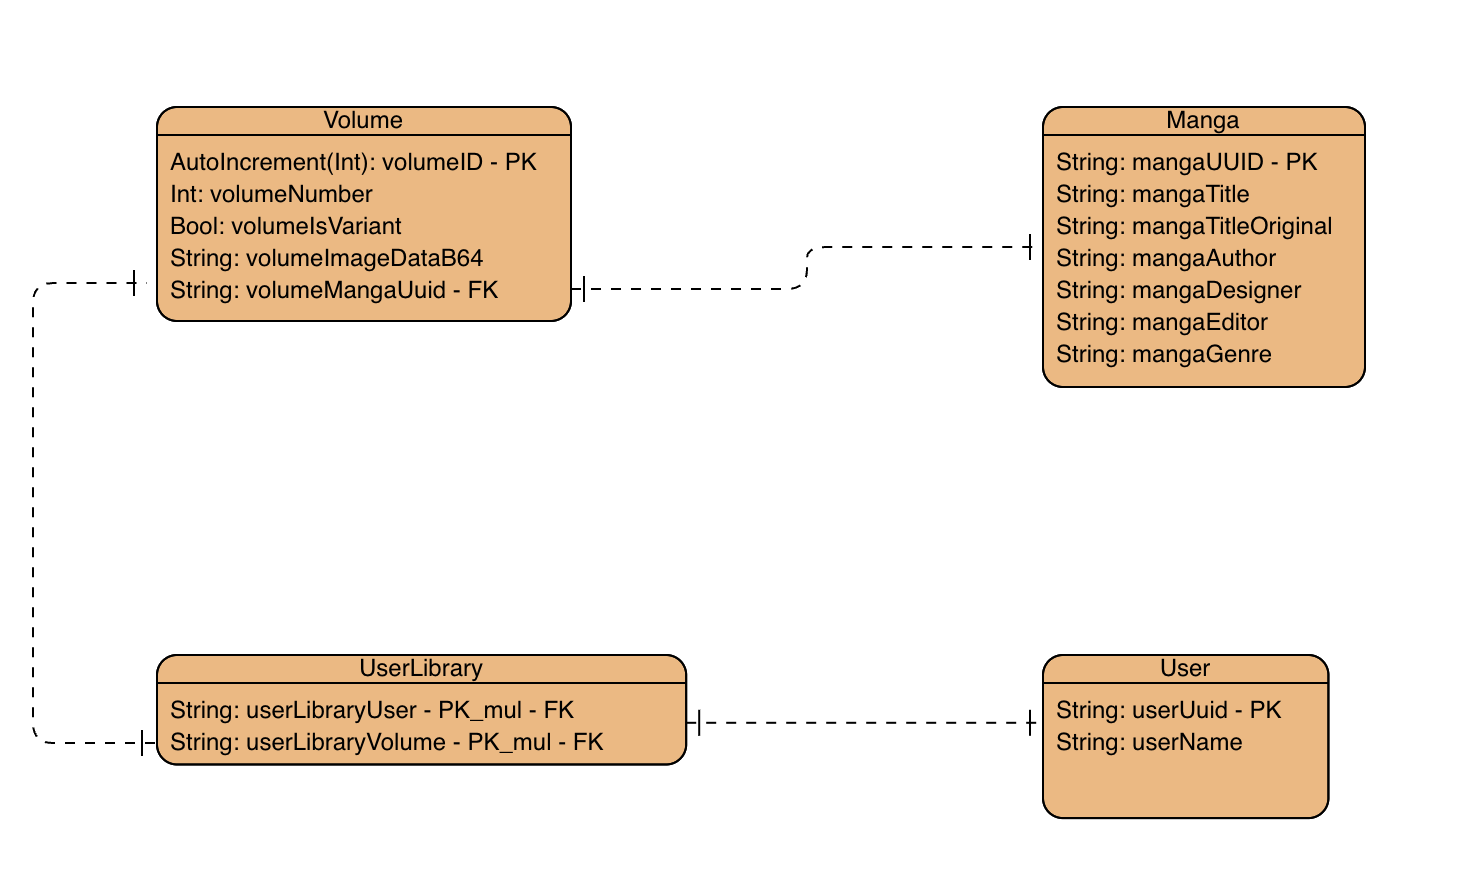 Volume
AutoIncrement(Int): volumeID - PK
Int: volumeNumber
Bool: volumeIsVariant
String: volumeImageDataB64
String: volumeMangaUuid - FK
Manga
String: mangaUUID - PK
String: mangaTitle
String: mangaTitleOriginal
String: mangaAuthor
String: mangaDesigner
String: mangaEditor
String: mangaGenre
UserLibrary
String: userLibraryUser - PK_mul - FK
String: userLibraryVolume - PK_mul - FK
User
String: userUuid - PK
String: userName